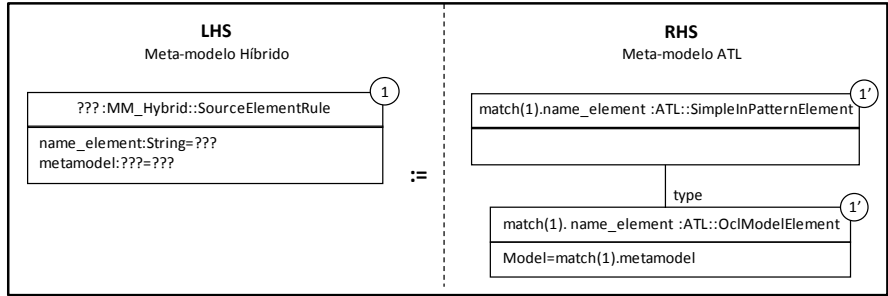 LHS
Meta-modelo Híbrido
1
??? :MM_Hybrid::SourceElementRule
name_element:String=???
metamodel:???=???
:=
RHS
Meta-modelo ATL
1'
match(1).name_element :ATL::SimpleInPatternElement
type
1'
match(1). name_element :ATL::OclModelElement
Model=match(1).metamodel